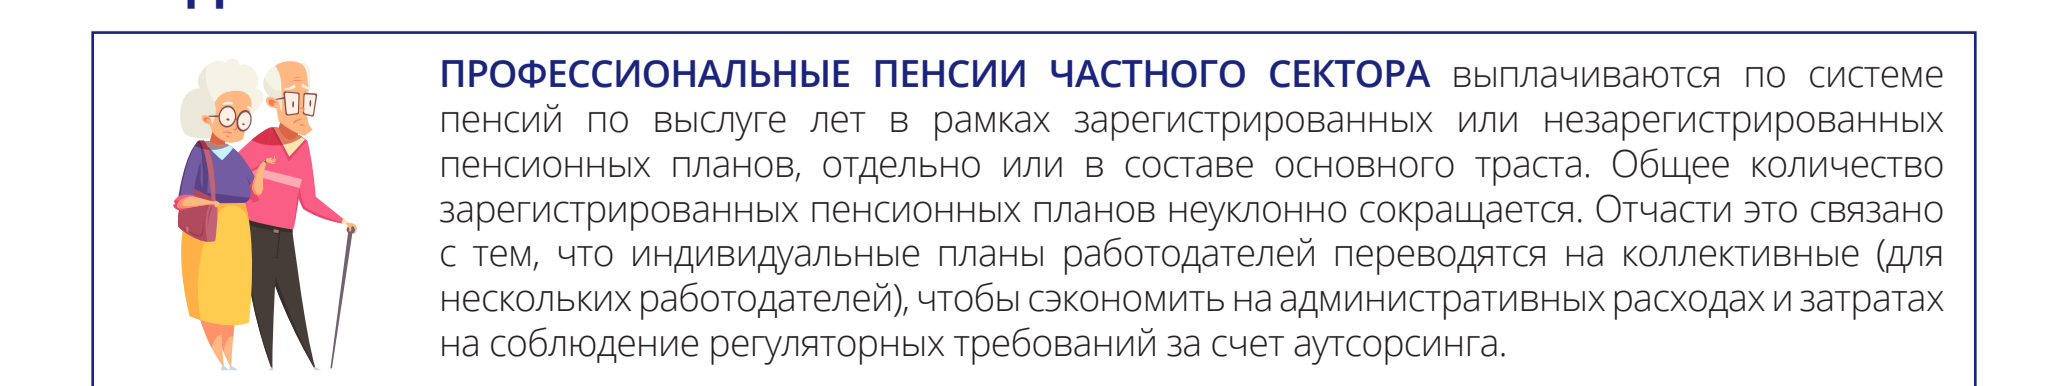 ПРОФЕССИОНАЛЬНЫЕ ПЕНСИИ ЧАСТНОГО СЕКТОРА выплачиваются по системе
пенсий по выслуге лет в рамках зарегистрированных или незарегистрированных
пенсионных планов, отдельно или в составе основного траста. Общее количество
зарегистрированных пенсионных планов неуклонно сокращается. Отчасти это связано
с тем, что индивидуальные планы работодателей переводятся на коллективные (для
нескольких работодателей), чтобы сэкономить на административных расходах и затратах
на соблюдение регуляторных требований за счет аутсорсинга.